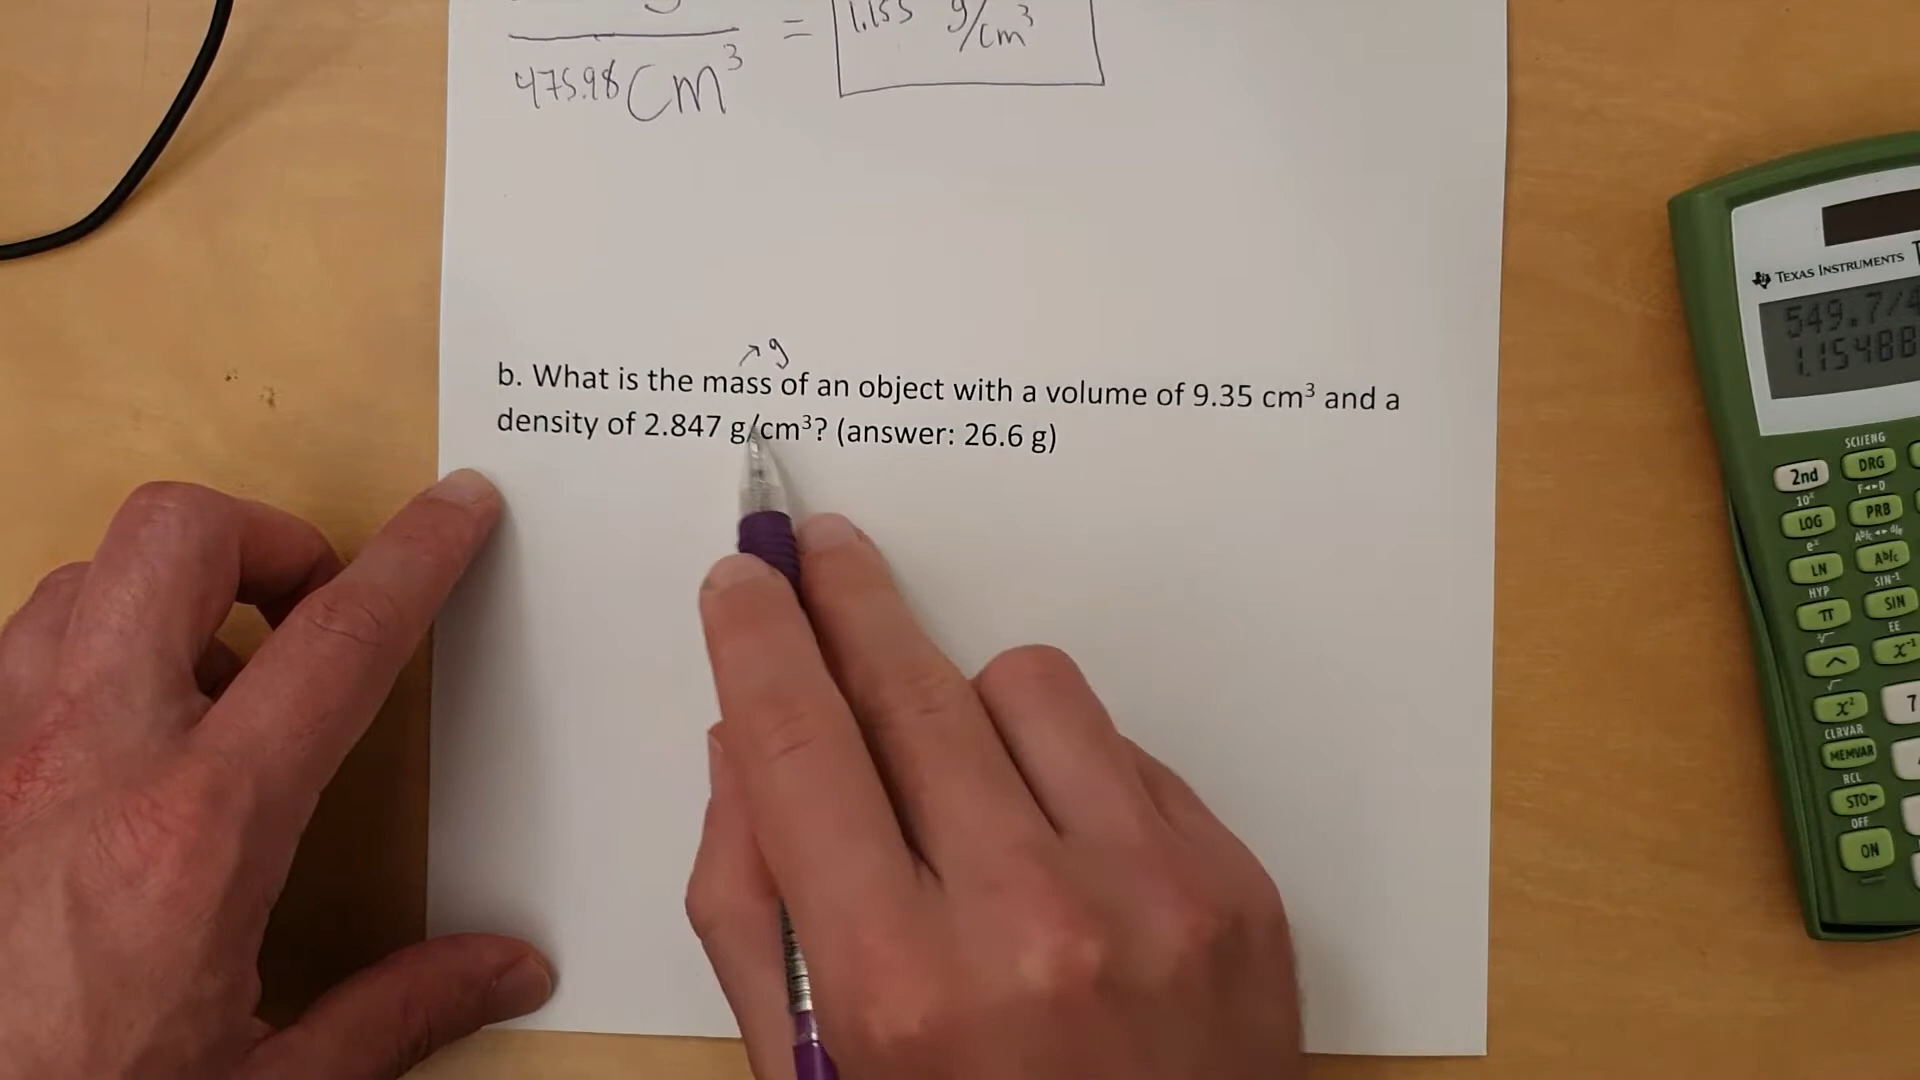 475.98 cm³ = 1.155 g/cm³
↗ g
b. What is the mass of an object with a volume of 9.35 cm³ and a
density of 2.847 g/cm³? (answer: 26.6 g)
TEXAS INSTRUMENTS
549.7/4
1.15488
SCI/ENG
2nd DRG
10ˣ F◄►D
LOG PRB
eˣ Ab/c ◄► d/e
LN Ab/c
HYP SIN⁻¹
π SIN
ˣ√ EE
^ x⁻¹
√
x² 7
CLRVAR
MEMVAR
RCL
STO►
OFF
ON